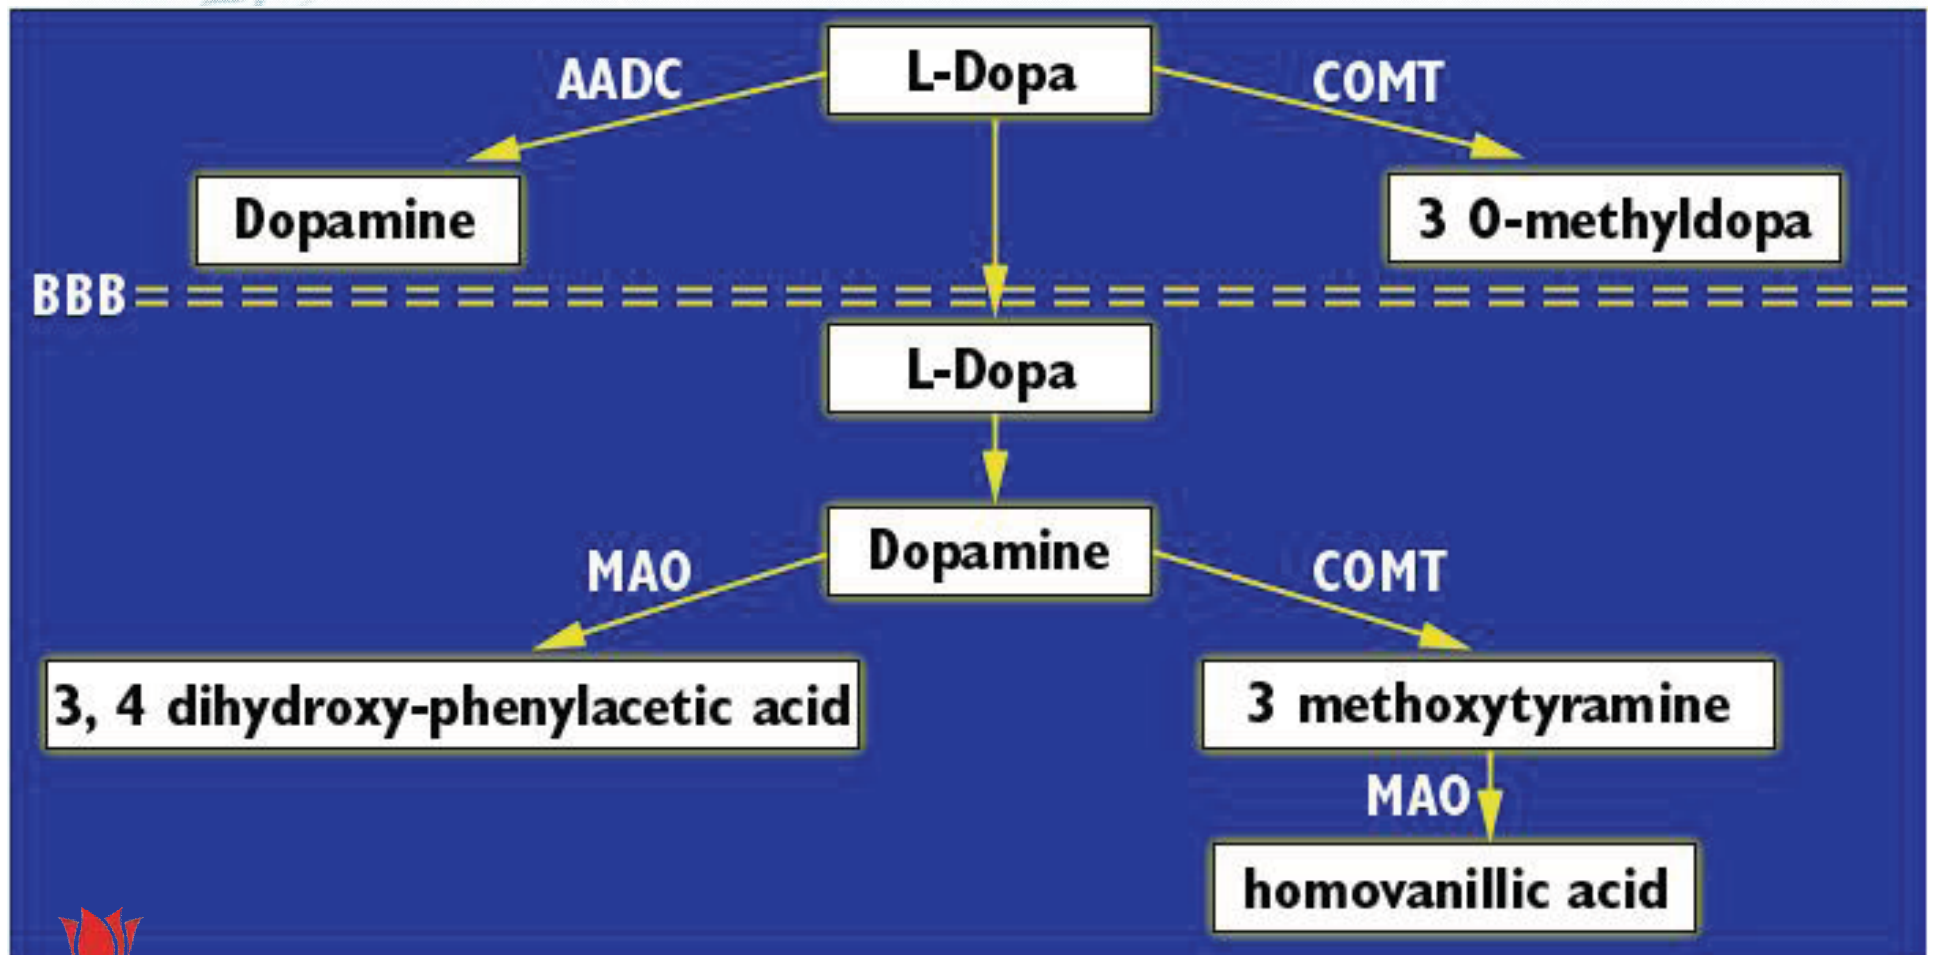 L-Dopa
AADC
COMT
Dopamine
3 O-methyldopa
BBB
L-Dopa
Dopamine
MAO
COMT
3, 4 dihydroxy-phenylacetic acid
3 methoxytyramine
MAO
homovanillic acid